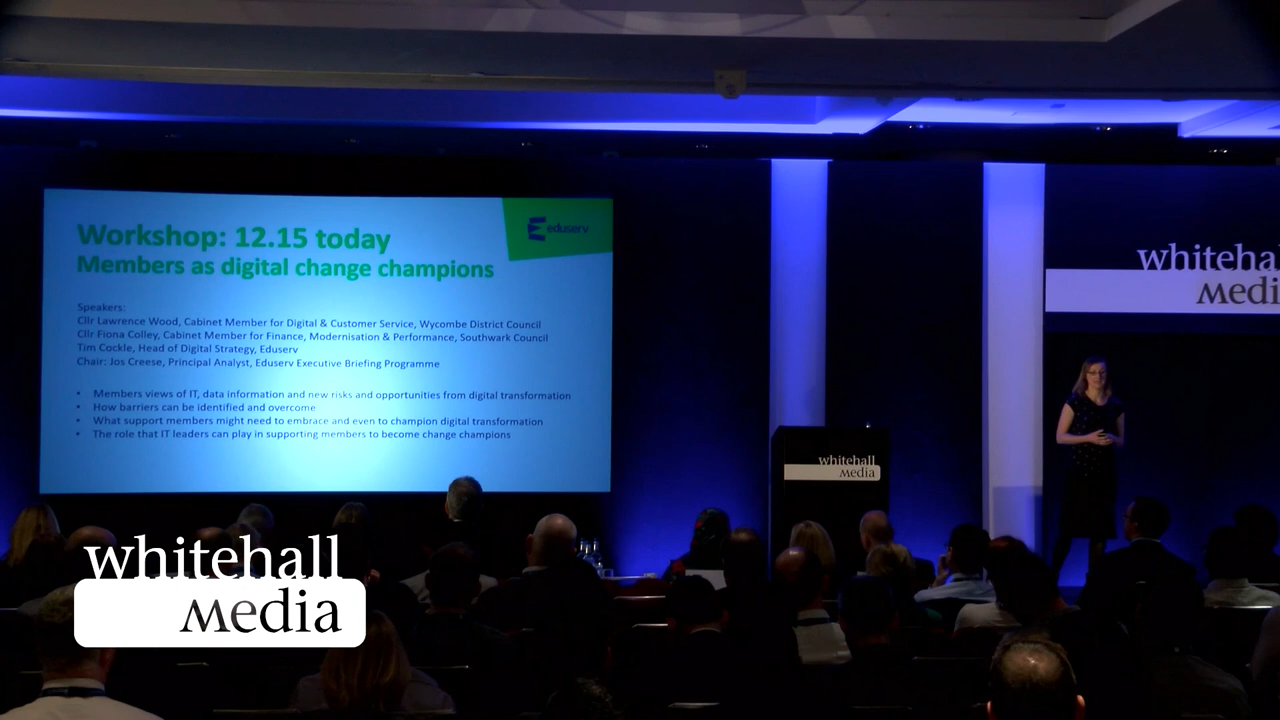 Workshop: 12.15 today
Members as digital change champions
eduserv
Speakers:
Cllr Lawrence Wood, Cabinet Member for Digital & Customer Service, Wycombe District Council
Cllr Fiona Colley, Cabinet Member for Finance, Modernisation & Performance, Southwark Council
Tim Cockle, Head of Digital Strategy, Eduserv
Chair: Jos Creese, Principal Analyst, Eduserv Executive Briefing Programme
• Members views of IT, data information and new risks and opportunities from digital transformation
• How barriers can be identified and overcome
• What support members might need to embrace and even to champion digital transformation
• The role that IT leaders can play in supporting members to become change champions
whitehall
media
whiteha
medi
whitehall
media